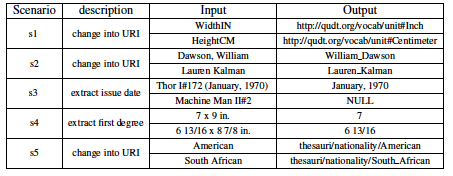 Scenario description Input Output
s1 change into URI WidthIN http://qudt.org/vocab/unit#Inch
HeightCM http://qudt.org/vocab/unit#Centimeter
s2 change into URI Dawson, William William_Dawson
Lauren Kalman Lauren_Kalman
s3 extract issue date Thor I#172 (January, 1970) January, 1970
Machine Man II#2 NULL
s4 extract first degree 7 x 9 in. 7
6 13/16 x 8 7/8 in. 6 13/16
s5 change into URI American thesauri/nationality/American
South African thesauri/nationality/South_African